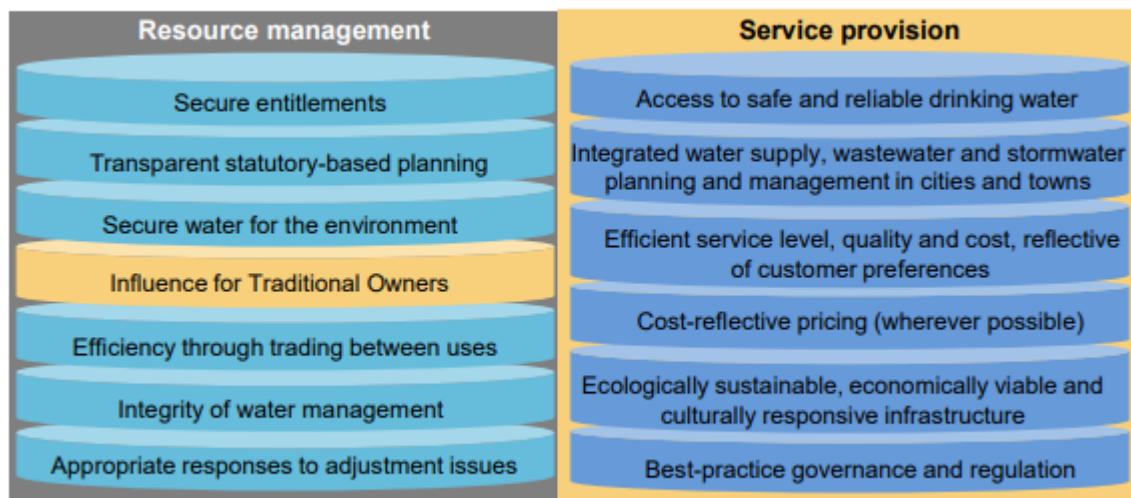 Resource management
Secure entitlements
Transparent statutory-based planning
Secure water for the environment
Influence for Traditional Owners
Efficiency through trading between uses
Integrity of water management
Appropriate responses to adjustment issues
Service provision
Access to safe and reliable drinking water
Integrated water supply, wastewater and stormwater
planning and management in cities and towns
Efficient service level, quality and cost, reflective
of customer preferences
Cost-reflective pricing (wherever possible)
Ecologically sustainable, economically viable and
culturally responsive infrastructure
Best-practice governance and regulation